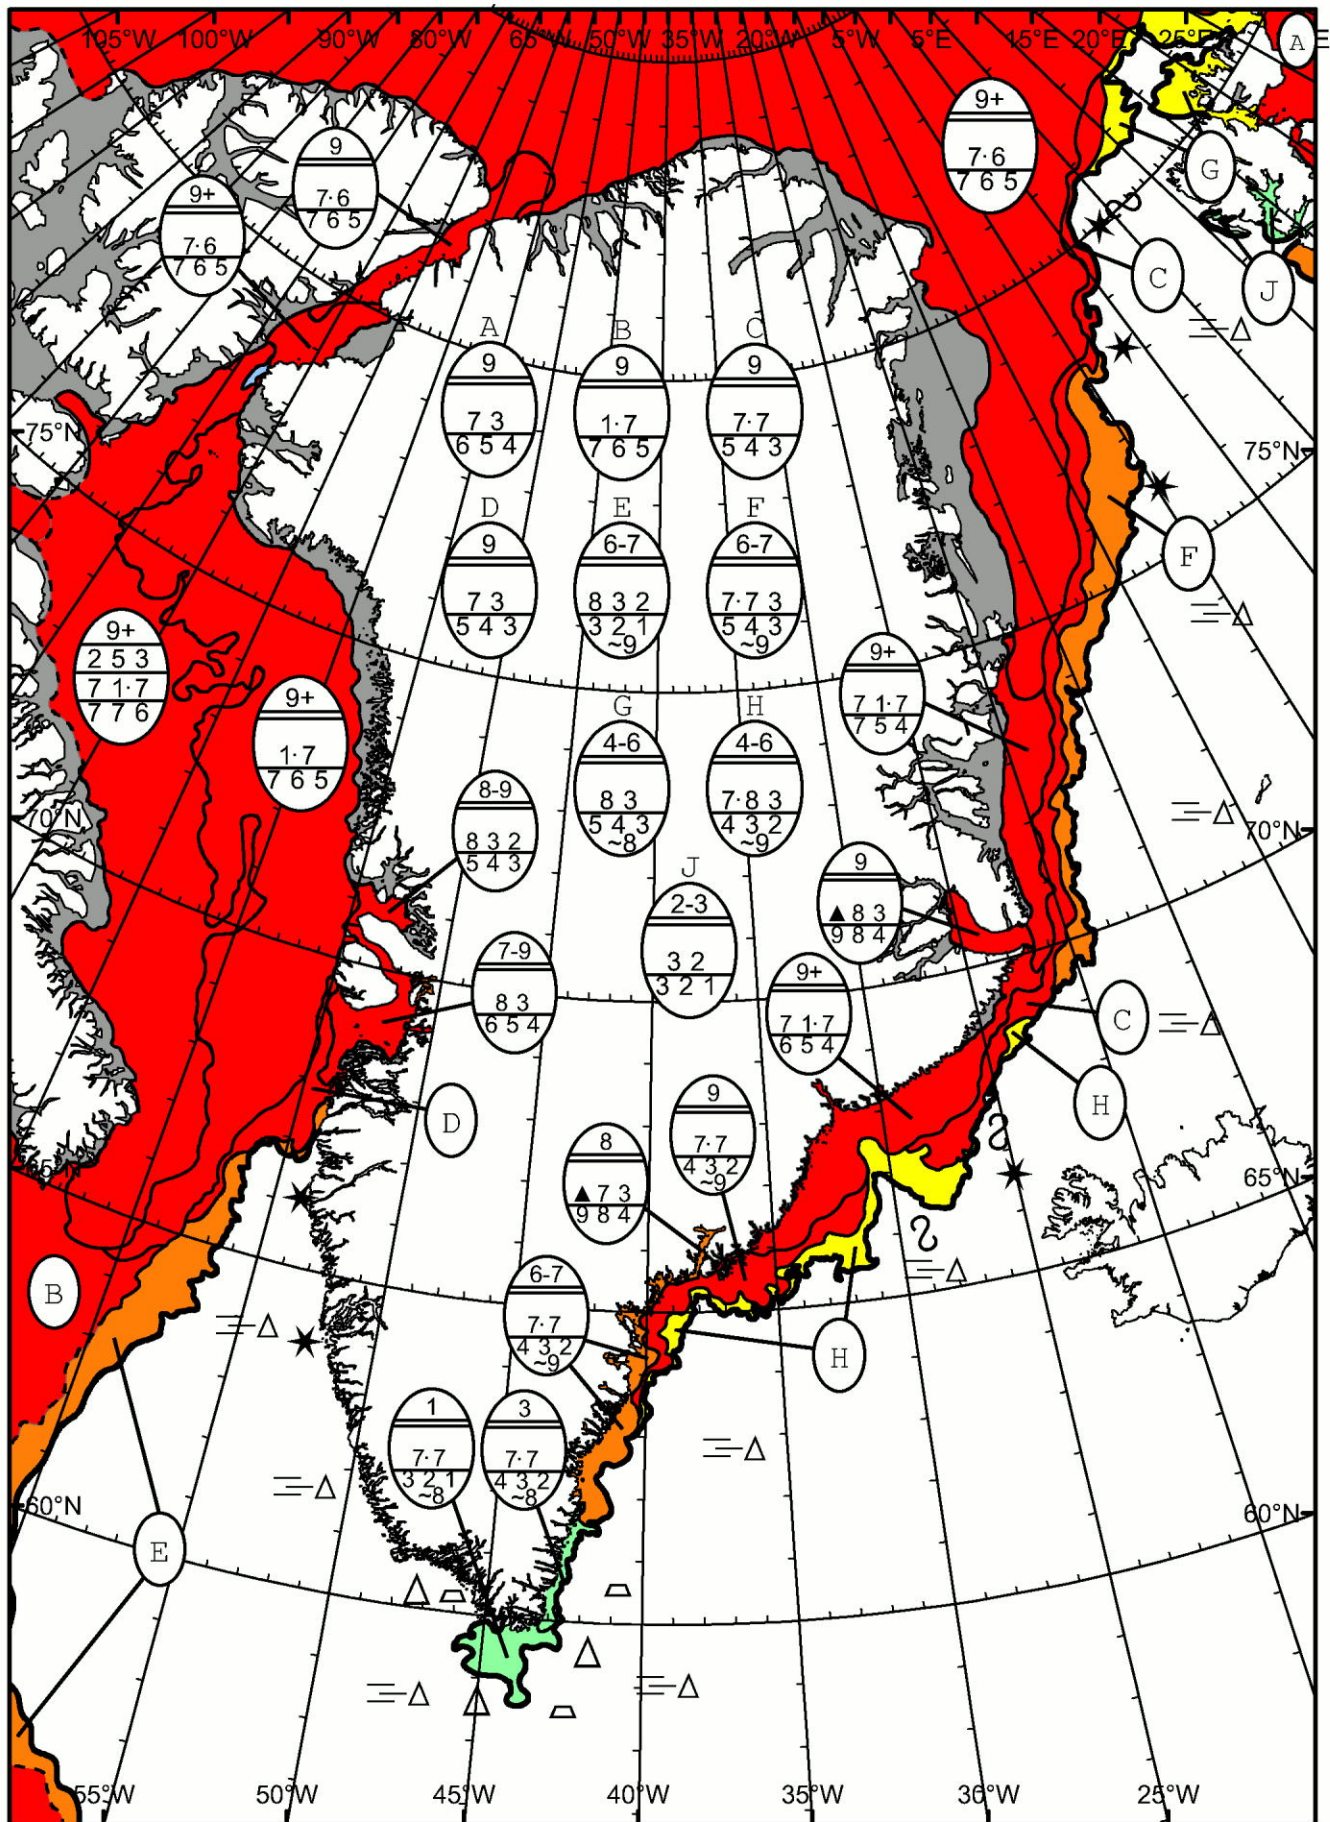 105°W 100°W 90°W 80°W 65°W 50°W 35°W 20°W 5°W 5°E 15°E 20°E 25°E E
A
9+
7·6
7 6 5
9
7·6
7 6 5
9+
7·6
7 6 5
G
C
J
A
9
7 3
6 5 4
B
9
1·7
7 6 5
C
9
7·7
5 4 3
75°N
75°N
D
9
7 3
5 4 3
E
6-7
8 3 2
3 2 1
~9
F
6-7
7·7 3
5 4 3
~9
F
9+
2 5 3
7 1·7
7 7 6
9+
1·7
7 6 5
9+
7 1·7
7 5 4
G
4-6
8 3
5 4 3
~8
H
4-6
7·8 3
4 3 2
~9
70°N
70°N
8-9
8 3 2
5 4 3
J
2-3
3 2
3 2 1
9
▲8 3
9 8 4
7-9
8 3
6 5 4
9+
7 1·7
6 5 4
C
H
D
9
7·7
4 3 2
~9
8
▲7 3
9 8 4
65°N
65°N
B
6-7
7·7
4 3 2
~9
H
1
7·7
3 2 1
~8
3
7·7
4 3 2
~8
60°N
60°N
E
55°W 50°W 45°W 40°W 35°W 30°W 25°W